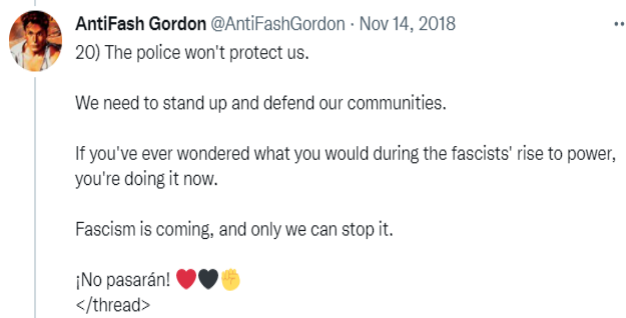 AntiFash Gordon @AntiFashGordon · Nov 14, 2018
20) The police won't protect us.
We need to stand up and defend our communities.
If you've ever wondered what you would during the fascists' rise to power,
you're doing it now.
Fascism is coming, and only we can stop it.
¡No pasarán! ❤️🖤✊
</thread>